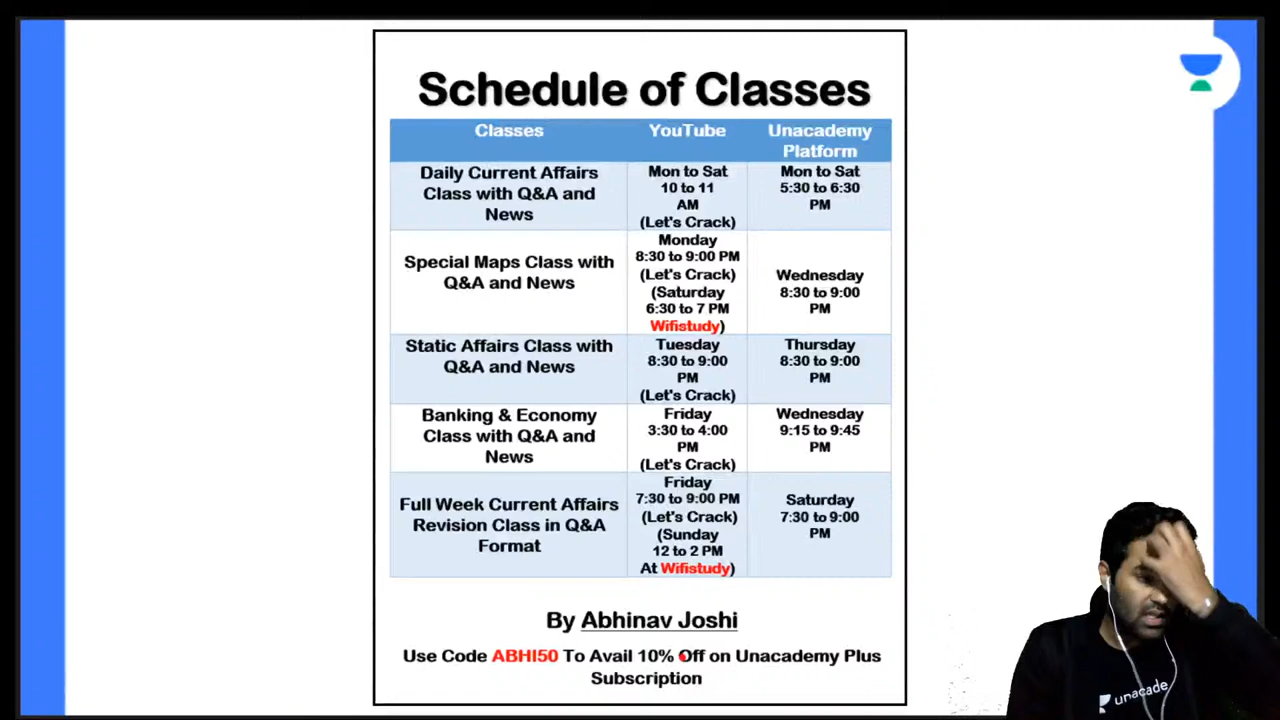 Schedule of Classes
Classes
YouTube
Unacademy
Platform
Daily Current Affairs
Class with Q&A and
News
Mon to Sat
10 to 11
AM
(Let's Crack)
Mon to Sat
5:30 to 6:30
PM
Special Maps Class with
Q&A and News
Monday
8:30 to 9:00 PM
(Let's Crack)
(Saturday
6:30 to 7 PM
Wifistudy)
Wednesday
8:30 to 9:00
PM
Static Affairs Class with
Q&A and News
Tuesday
8:30 to 9:00
PM
(Let's Crack)
Thursday
8:30 to 9:00
PM
Banking & Economy
Class with Q&A and
News
Friday
3:30 to 4:00
PM
(Let's Crack)
Wednesday
9:15 to 9:45
PM
Full Week Current Affairs
Revision Class in Q&A
Format
Friday
7:30 to 9:00 PM
(Let's Crack)
(Sunday
12 to 2 PM
At Wifistudy)
Saturday
7:30 to 9:00
PM
By Abhinav Joshi
Use Code ABHI50 To Avail 10% Off on Unacademy Plus
Subscription
unacade